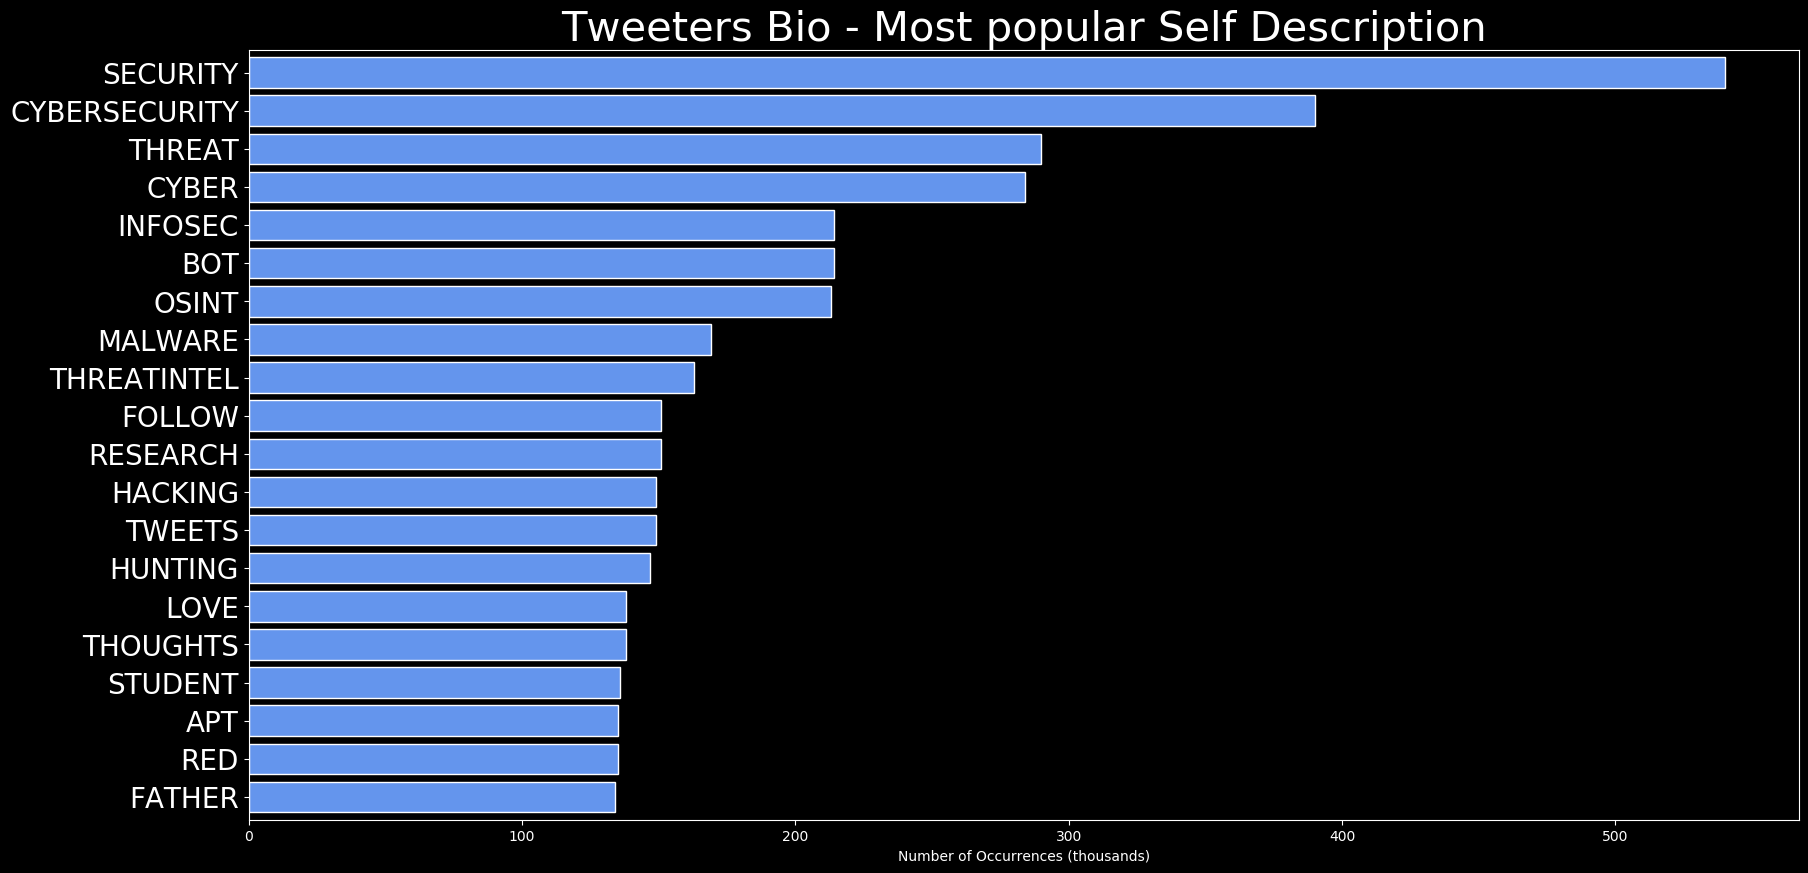 Tweeters Bio - Most popular Self Description
SECURITY
CYBERSECURITY
THREAT
CYBER
INFOSEC
BOT
OSINT
MALWARE
THREATINTEL
FOLLOW
RESEARCH
HACKING
TWEETS
HUNTING
LOVE
THOUGHTS
STUDENT
APT
RED
FATHER
0 100 200 300 400 500
Number of Occurrences (thousands)